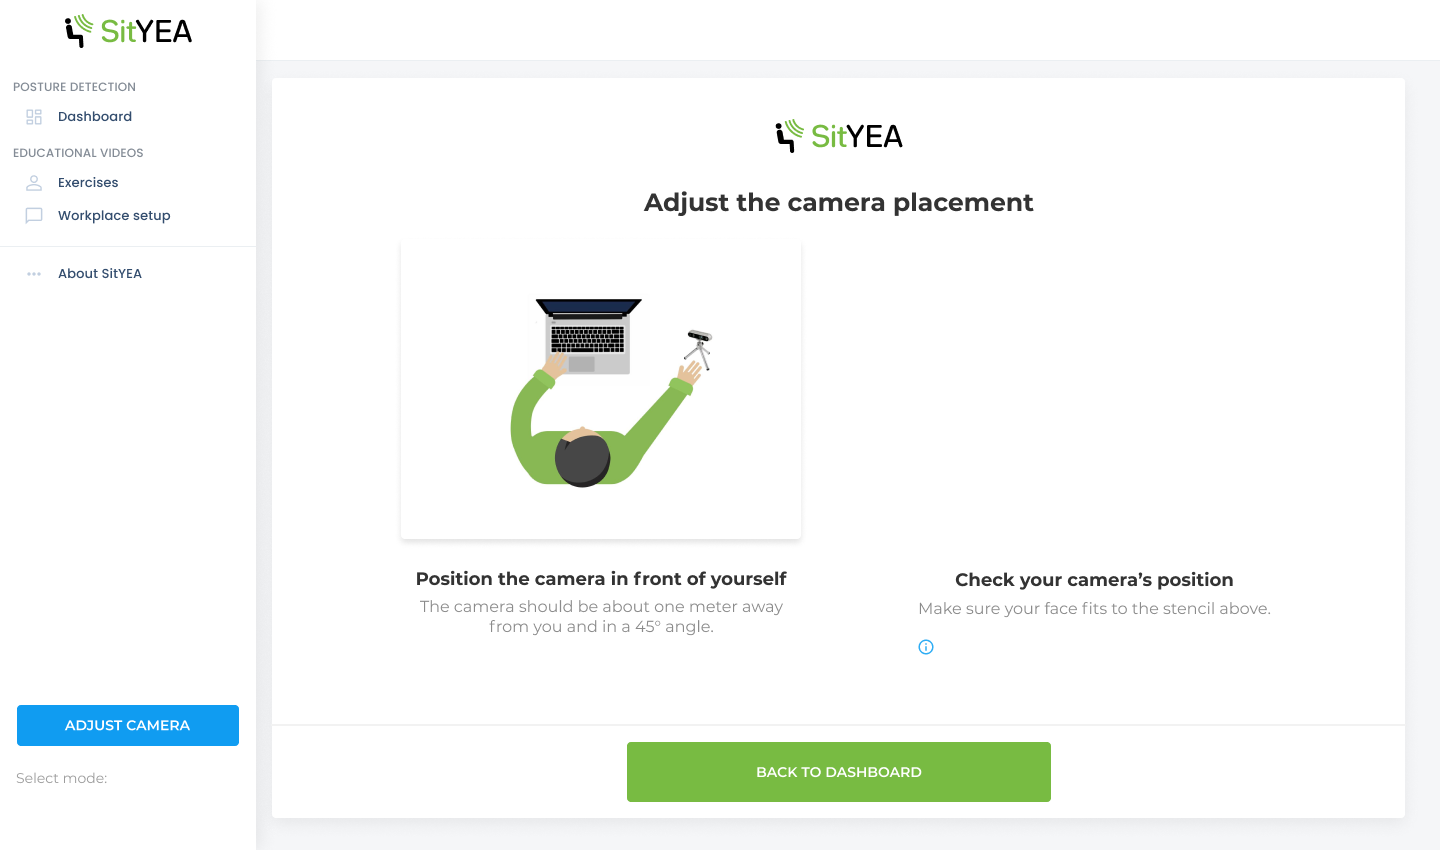 SitYEA
POSTURE DETECTION
Dashboard
EDUCATIONAL VIDEOS
Exercises
Workplace setup
About SitYEA
ADJUST CAMERA
Select mode:
SitYEA
Adjust the camera placement
Position the camera in front of yourself
The camera should be about one meter away
from you and in a 45° angle.
Check your camera’s position
Make sure your face fits to the stencil above.
BACK TO DASHBOARD